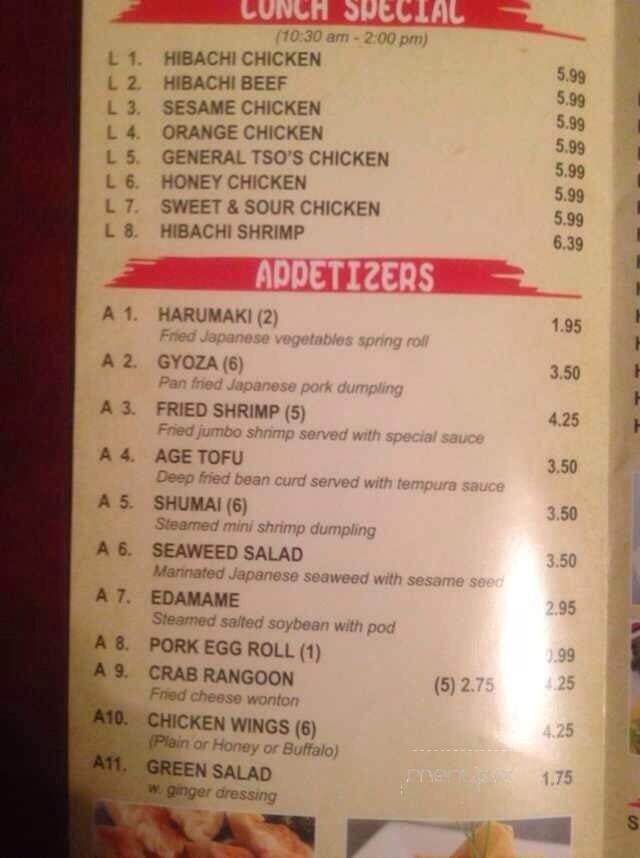 LUNCH SPECIAL
(10:30 am - 2:00 pm)
L 1. HIBACHI CHICKEN 5.99
L 2. HIBACHI BEEF 5.99
L 3. SESAME CHICKEN 5.99
L 4. ORANGE CHICKEN 5.99
L 5. GENERAL TSO'S CHICKEN 5.99
L 6. HONEY CHICKEN 5.99
L 7. SWEET & SOUR CHICKEN 5.99
L 8. HIBACHI SHRIMP 6.39
APPETIZERS
A 1. HARUMAKI (2) 1.95
Fried Japanese vegetables spring roll
A 2. GYOZA (6) 3.50
Pan fried Japanese pork dumpling
A 3. FRIED SHRIMP (5) 4.25
Fried jumbo shrimp served with special sauce
A 4. AGE TOFU 3.50
Deep fried bean curd served with tempura sauce
A 5. SHUMAI (6) 3.50
Steamed mini shrimp dumpling
A 6. SEAWEED SALAD 3.50
Marinated Japanese seaweed with sesame seed
A 7. EDAMAME 2.95
Steamed salted soybean with pod
A 8. PORK EGG ROLL (1) 0.99
A 9. CRAB RANGOON (5) 2.75 4.25
Fried cheese wonton
A10. CHICKEN WINGS (6) 4.25
(Plain or Honey or Buffalo)
A11. GREEN SALAD 1.75
w. ginger dressing